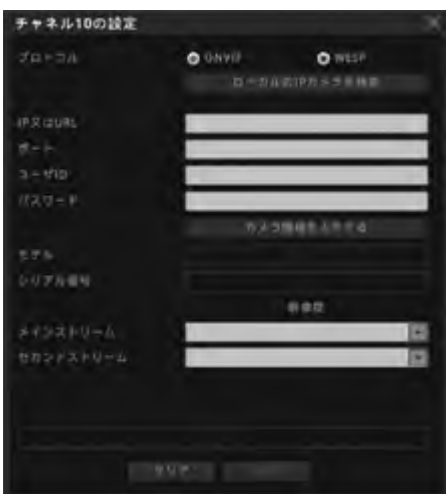 チャネル10の設定
プロトコル ONVIF WESP
ローカルのIPカメラを検索
IP又はURL
ポート
ユーザID
パスワード
カメラ情報を入手する
モデル
シリアル番号
解像度
メインストリーム
セカンドストリーム
クリア